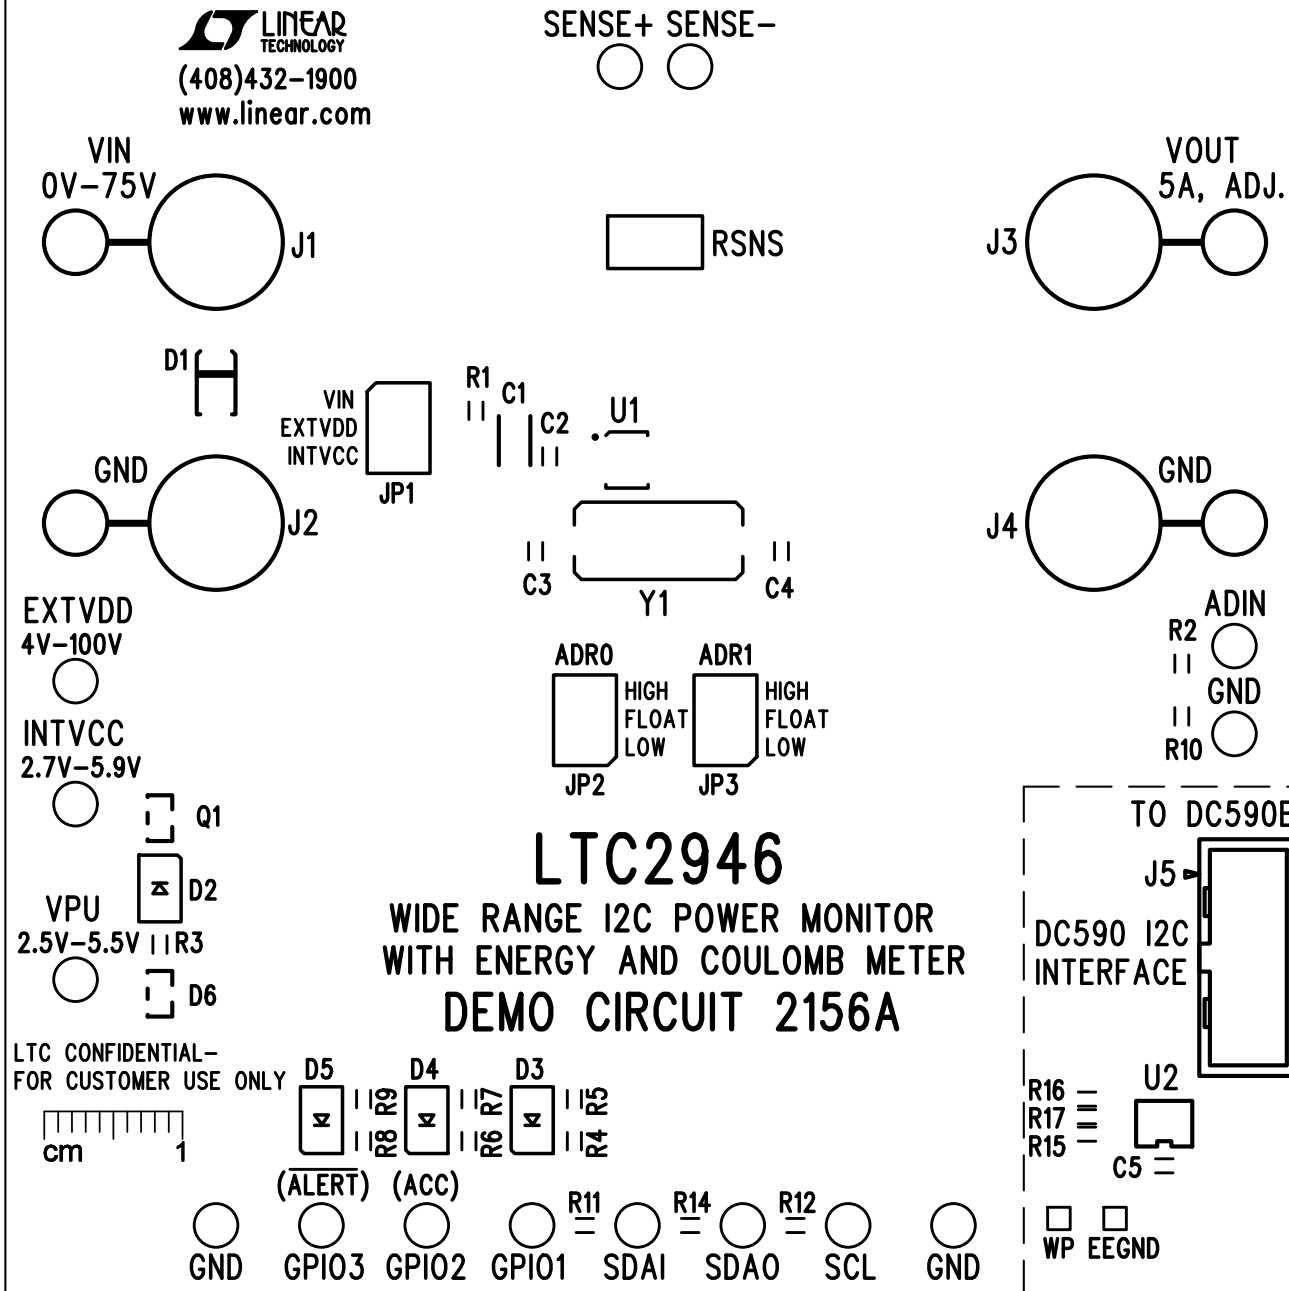 LINEAR
TECHNOLOGY
(408)432-1900
www.linear.com
SENSE+ SENSE-
VIN
0V-75V
J1
RSNS
VOUT
5A, ADJ.
J3
D1
VIN
EXTVDD
INTVCC
JP1
R1
C1
C2
U1
GND
J2
GND
J4
C3
Y1
C4
EXTVDD
4V-100V
ADIN
R2
GND
R10
ADR0
HIGH
FLOAT
LOW
JP2
ADR1
HIGH
FLOAT
LOW
JP3
INTVCC
2.7V-5.9V
Q1
D2
VPU
2.5V-5.5V
R3
D6
LTC2946
WIDE RANGE I2C POWER MONITOR
WITH ENERGY AND COULOMB METER
DEMO CIRCUIT 2156A
TO DC590B
J5
DC590 I2C
INTERFACE
LTC CONFIDENTIAL-
FOR CUSTOMER USE ONLY
cm 1
D5
R9
R8
D4
R7
R6
D3
R5
R4
R16
R17
R15
U2
C5
(ALERT)
(ACC)
R11
R14
R12
GND
GPIO3
GPIO2
GPIO1
SDAI
SDAO
SCL
GND
WP EEGND